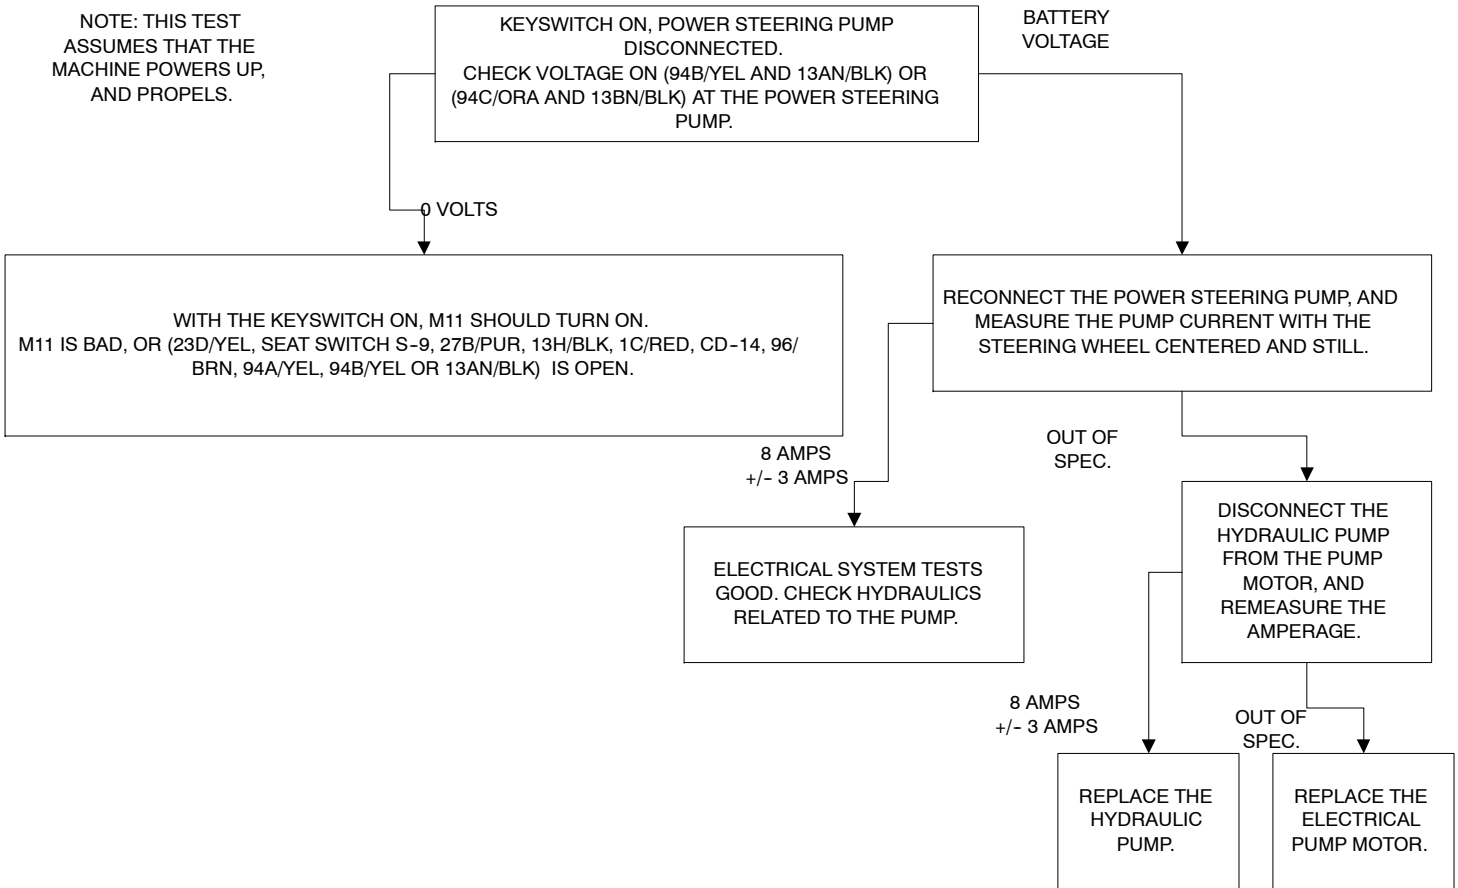 NOTE: THIS TEST
ASSUMES THAT THE
MACHINE POWERS UP,
AND PROPELS.
KEYSWITCH ON, POWER STEERING PUMP
DISCONNECTED.
CHECK VOLTAGE ON (94B/YEL AND 13AN/BLK) OR
(94C/ORA AND 13BN/BLK) AT THE POWER STEERING
PUMP.
BATTERY
VOLTAGE
0 VOLTS
WITH THE KEYSWITCH ON, M11 SHOULD TURN ON.
M11 IS BAD, OR (23D/YEL, SEAT SWITCH S-9, 27B/PUR, 13H/BLK, 1C/RED, CD-14, 96/
BRN, 94A/YEL, 94B/YEL OR 13AN/BLK) IS OPEN.
RECONNECT THE POWER STEERING PUMP, AND
MEASURE THE PUMP CURRENT WITH THE
STEERING WHEEL CENTERED AND STILL.
8 AMPS
+/- 3 AMPS
OUT OF
SPEC.
ELECTRICAL SYSTEM TESTS
GOOD. CHECK HYDRAULICS
RELATED TO THE PUMP.
DISCONNECT THE
HYDRAULIC PUMP
FROM THE PUMP
MOTOR, AND
REMEASURE THE
AMPERAGE.
8 AMPS
+/- 3 AMPS
OUT OF
SPEC.
REPLACE THE
HYDRAULIC
PUMP.
REPLACE THE
ELECTRICAL
PUMP MOTOR.